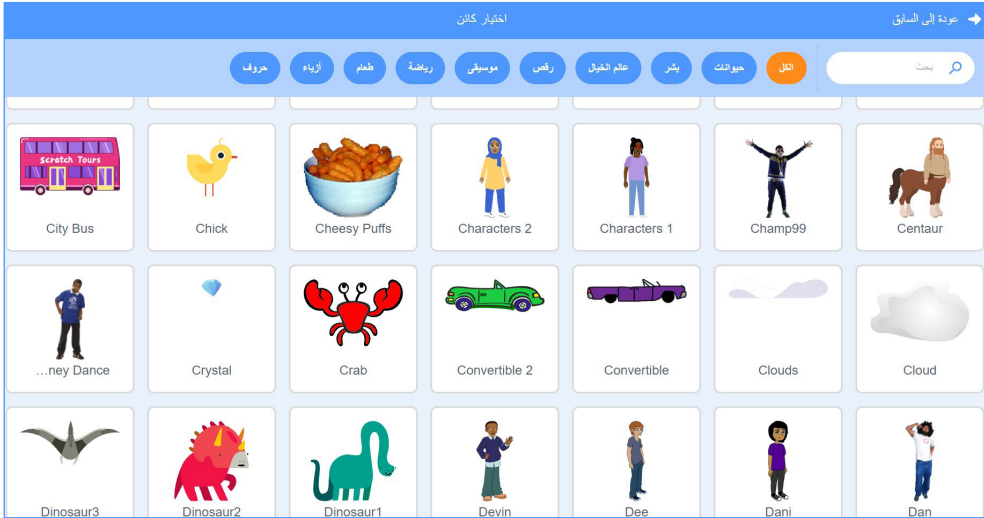 عودة إلى السابق
اختيار كائن
بحث
الكل
حيوانات
بشر
عالم الخيال
رقص
موسيقى
رياضة
طعام
أزياء
حروف
Scratch Tours
City Bus
Chick
Cheesy Puffs
Characters 2
Characters 1
Champ99
Centaur
...ney Dance
Crystal
Crab
Convertible 2
Convertible
Clouds
Cloud
Dinosaur3
Dinosaur2
Dinosaur1
Devin
Dee
Dani
Dan